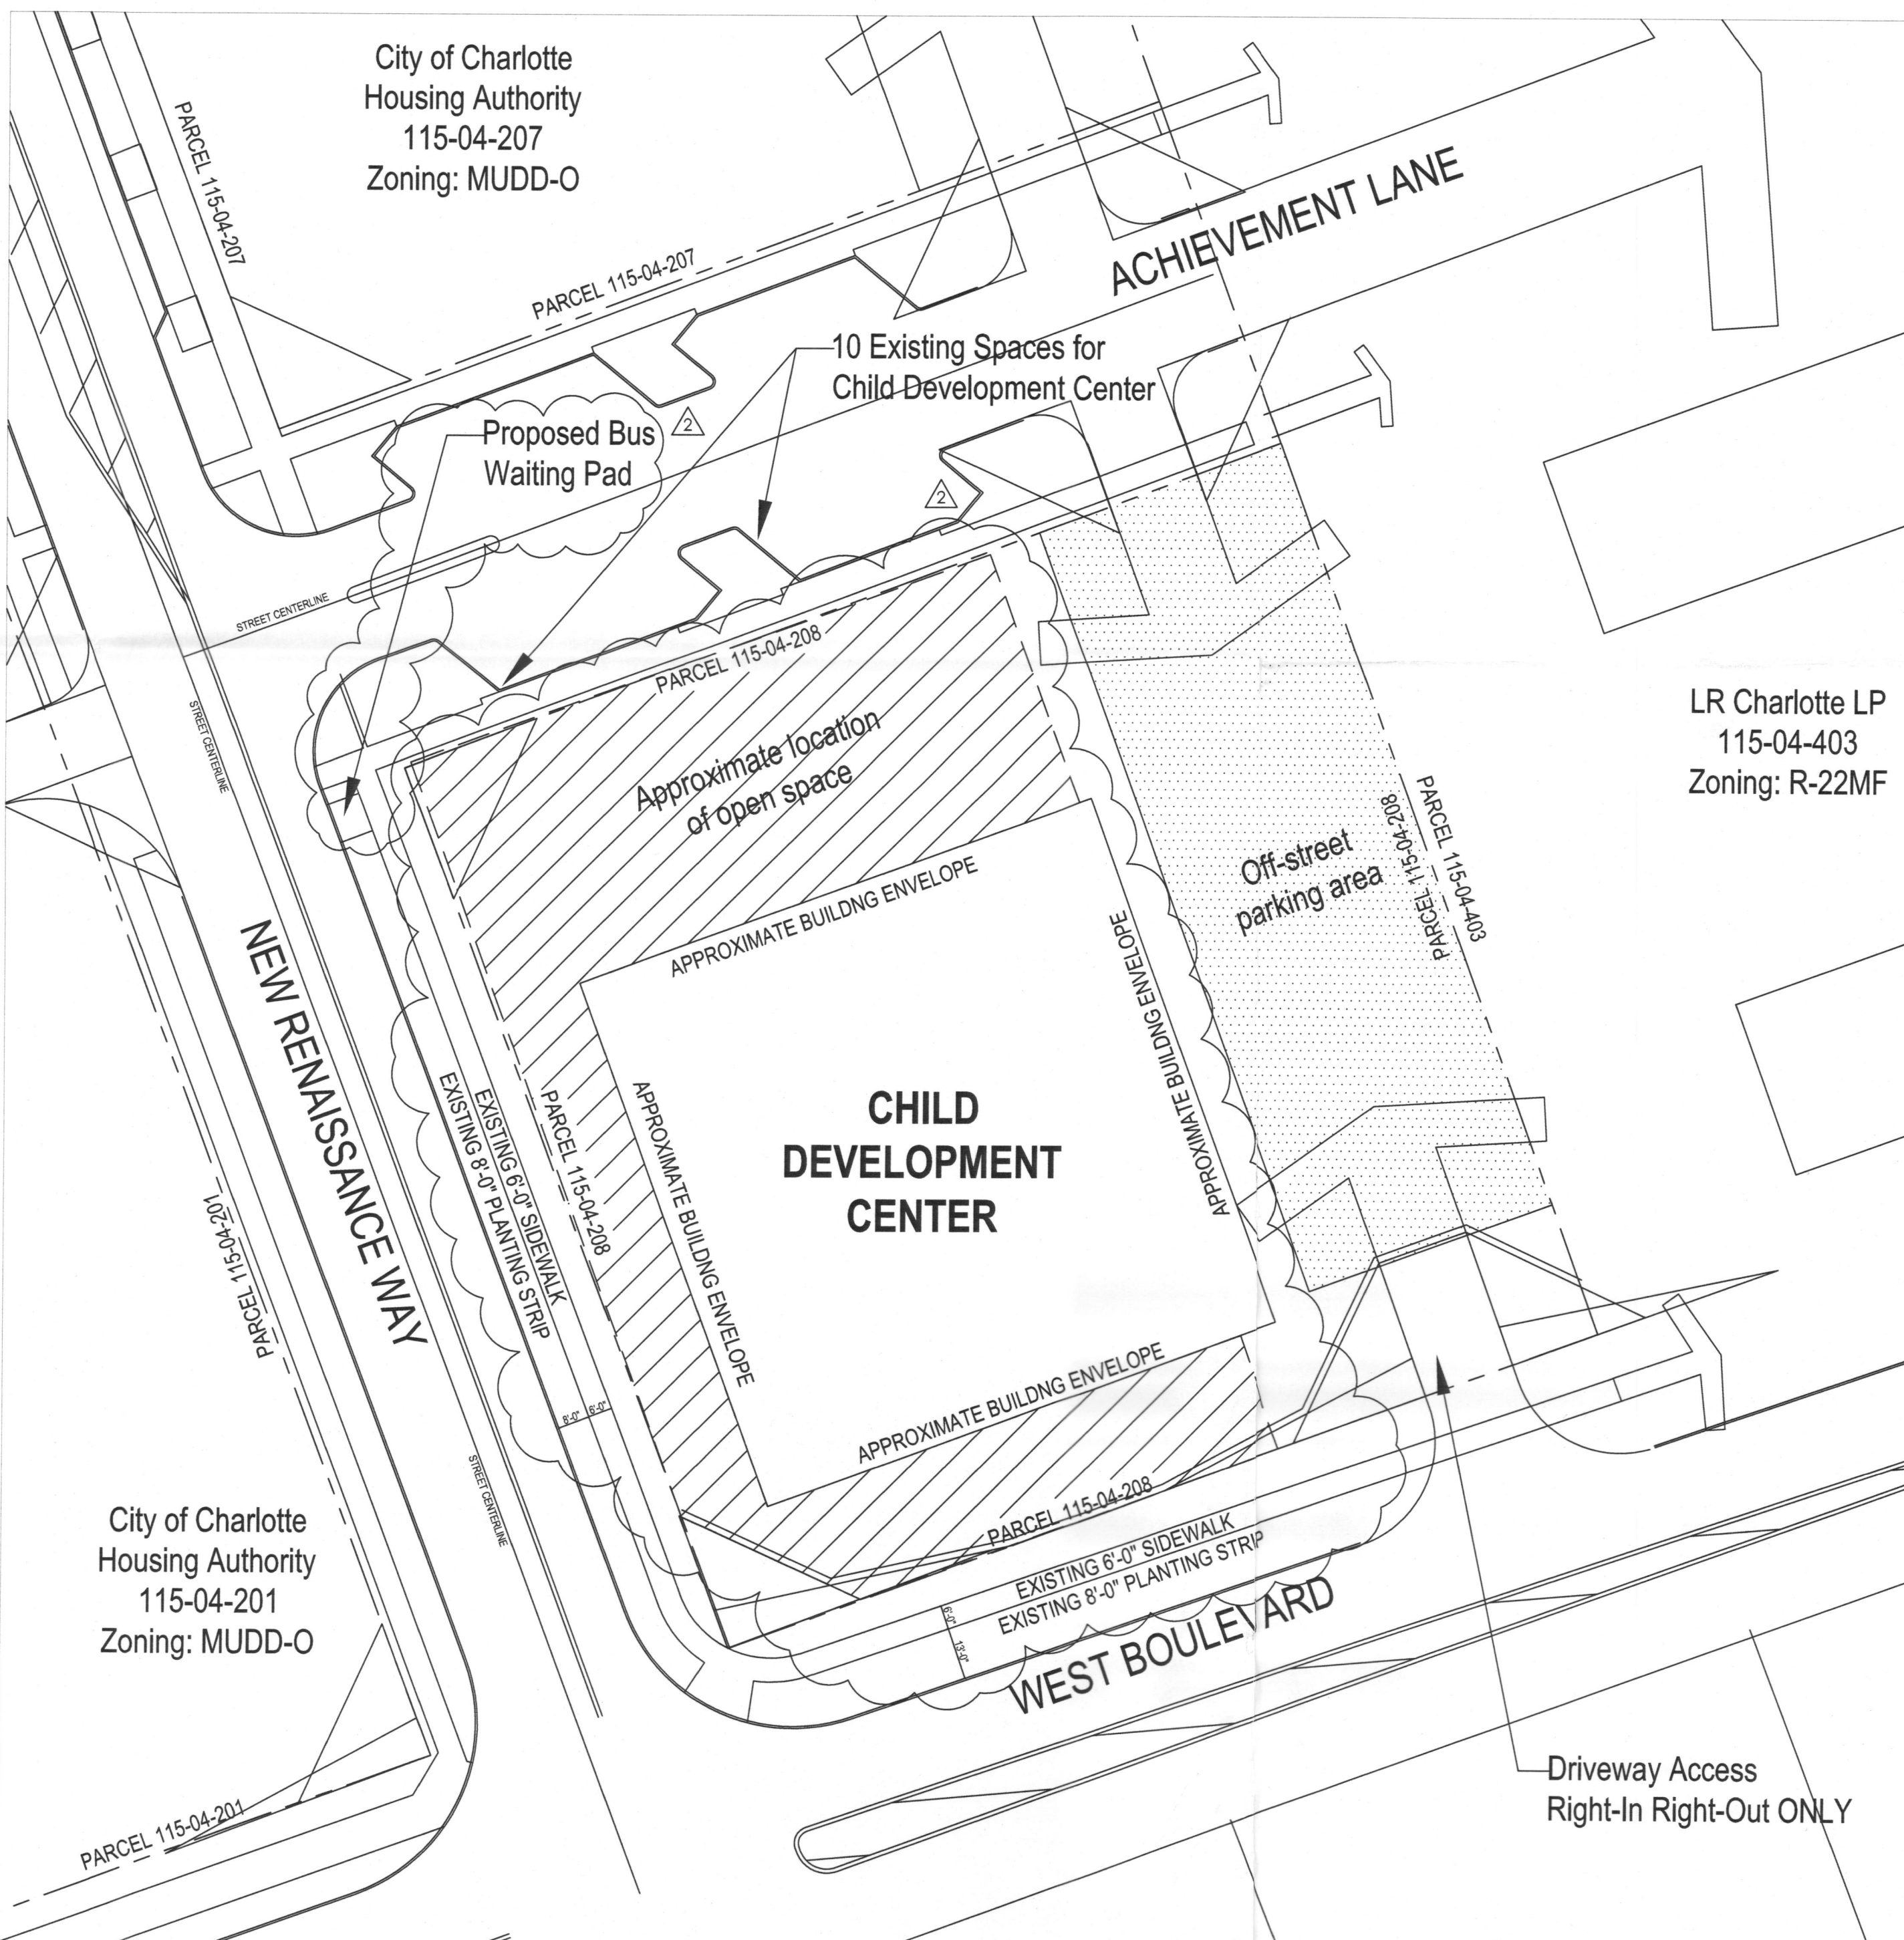 City of Charlotte
Housing Authority
115-04-207
Zoning: MUDD-O
PARCEL 115-04-207
PARCEL 115-04-207
ACHIEVEMENT LANE
10 Existing Spaces for
Child Development Center
Proposed Bus
Waiting Pad
2
2
STREET CENTERLINE
STREET CENTERLINE
PARCEL 115-04-208
Approximate location
of open space
LR Charlotte LP
115-04-403
Zoning: R-22MF
PARCEL 115-04-403
PARCEL 115-04-208
Off-street
parking area
APPROXIMATE BUILDNG ENVELOPE
APPROXIMATE BUILDNG ENVELOPE
NEW RENAISSANCE WAY
EXISTING 6'-0" SIDEWALK
EXISTING 8'-0" PLANTING STRIP
PARCEL 115-04-208
APPROXIMATE BUILDNG ENVELOPE
CHILD
DEVELOPMENT
CENTER
PARCEL 115-04-201
APPROXIMATE BUILDNG ENVELOPE
8'-0" 6'-0"
STREET CENTERLINE
PARCEL 115-04-208
EXISTING 6'-0" SIDEWALK
EXISTING 8'-0" PLANTING STRIP
6'-0"
13'-0"
WEST BOULEVARD
City of Charlotte
Housing Authority
115-04-201
Zoning: MUDD-O
PARCEL 115-04-201
Driveway Access
Right-In Right-Out ONLY